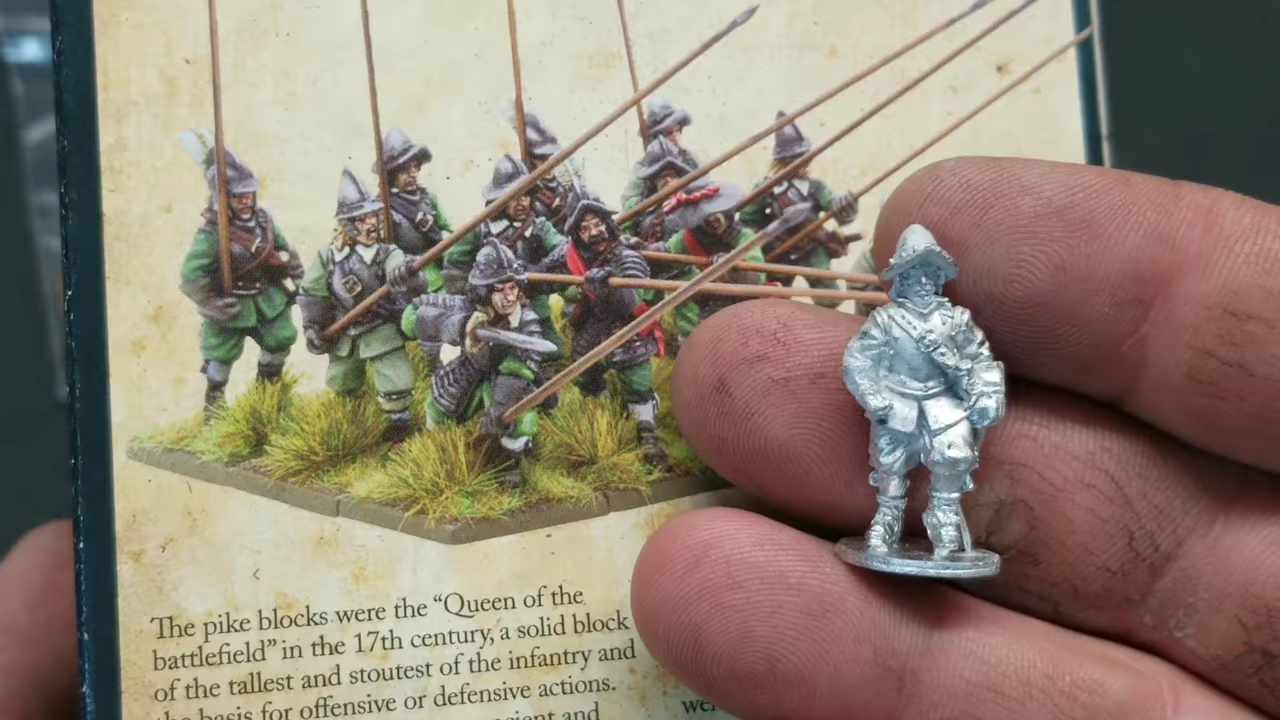 The pike blocks were the “Queen of the
battlefield” in the 17th century, a solid block
of the tallest and stoutest of the infantry and
the basis for offensive or defensive actions.
and